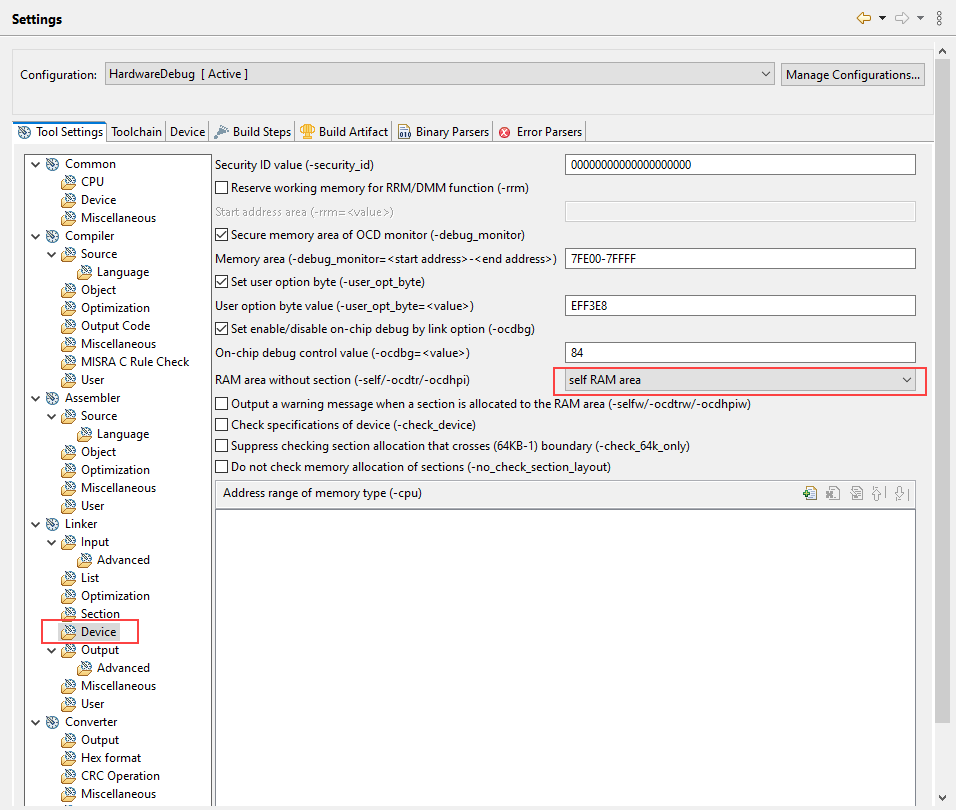 Settings
Configuration:
HardwareDebug [ Active ]
Manage Configurations...
Tool Settings
Toolchain
Device
Build Steps
Build Artifact
Binary Parsers
Error Parsers
Common
CPU
Device
Miscellaneous
Compiler
Source
Language
Object
Optimization
Output Code
Miscellaneous
MISRA C Rule Check
User
Assembler
Source
Language
Object
Optimization
Miscellaneous
User
Linker
Input
Advanced
List
Optimization
Section
Device
Output
Advanced
Miscellaneous
User
Converter
Output
Hex format
CRC Operation
Miscellaneous
Security ID value (-security_id)
00000000000000000000
Reserve working memory for RRM/DMM function (-rrm)
Start address area (-rrm=<value>)
Secure memory area of OCD monitor (-debug_monitor)
Memory area (-debug_monitor=<start address>-<end address>)
7FE00-7FFFF
Set user option byte (-user_opt_byte)
User option byte value (-user_opt_byte=<value>)
EFF3E8
Set enable/disable on-chip debug by link option (-ocdbg)
On-chip debug control value (-ocdbg=<value>)
84
RAM area without section (-self/-ocdtr/-ocdhpi)
self RAM area
Output a warning message when a section is allocated to the RAM area (-selfw/-ocdtrw/-ocdhpiw)
Check specifications of device (-check_device)
Suppress checking section allocation that crosses (64KB-1) boundary (-check_64k_only)
Do not check memory allocation of sections (-no_check_section_layout)
Address range of memory type (-cpu)